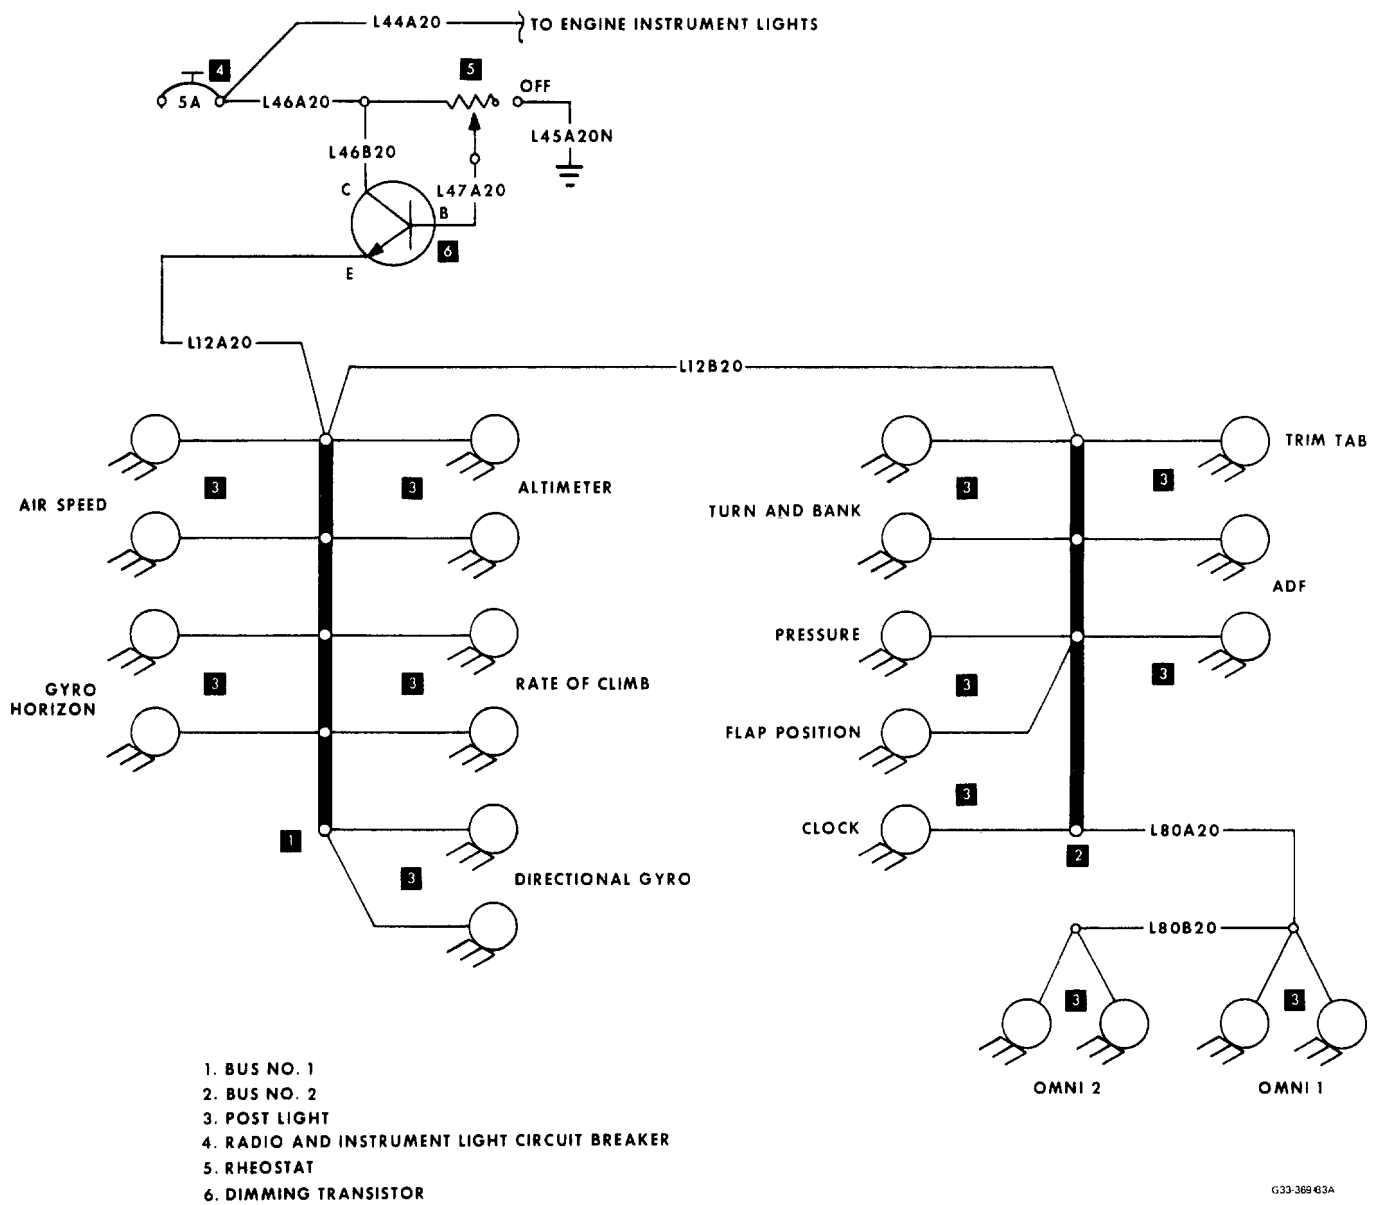 L44A20
TO ENGINE INSTRUMENT LIGHTS
4
5
OFF
5A
L46A20
L45A20N
L46B20
C
L47A20
B
6
E
L12A20
L12B20
3
3
AIR SPEED
ALTIMETER
3
3
GYRO
HORIZON
RATE OF CLIMB
1
3
DIRECTIONAL GYRO
TRIM TAB
3
3
TURN AND BANK
ADF
PRESSURE
3
3
FLAP POSITION
3
CLOCK
L80A20
2
L80B20
3
3
OMNI 2
OMNI 1
1. BUS NO. 1
2. BUS NO. 2
3. POST LIGHT
4. RADIO AND INSTRUMENT LIGHT CIRCUIT BREAKER
5. RHEOSTAT
6. DIMMING TRANSISTOR
G33-369-83A